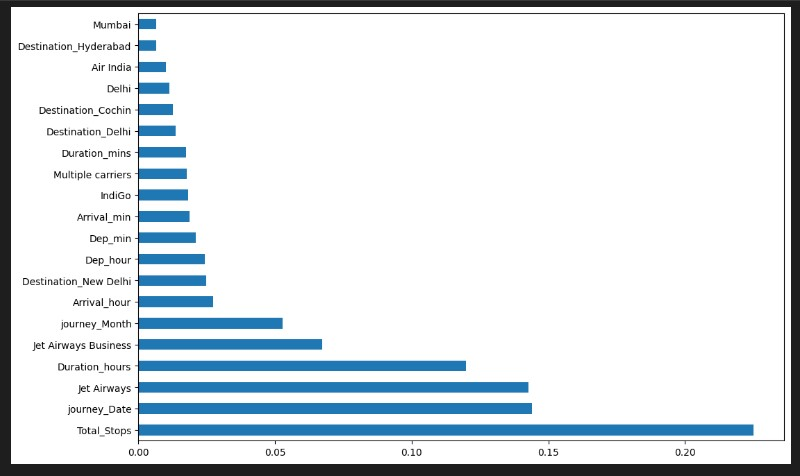 Mumbai
Destination_Hyderabad
Air India
Delhi
Destination_Cochin
Destination_Delhi
Duration_mins
Multiple carriers
IndiGo
Arrival_min
Dep_min
Dep_hour
Destination_New Delhi
Arrival_hour
journey_Month
Jet Airways Business
Duration_hours
Jet Airways
journey_Date
Total_Stops
0.00 0.05 0.10 0.15 0.20